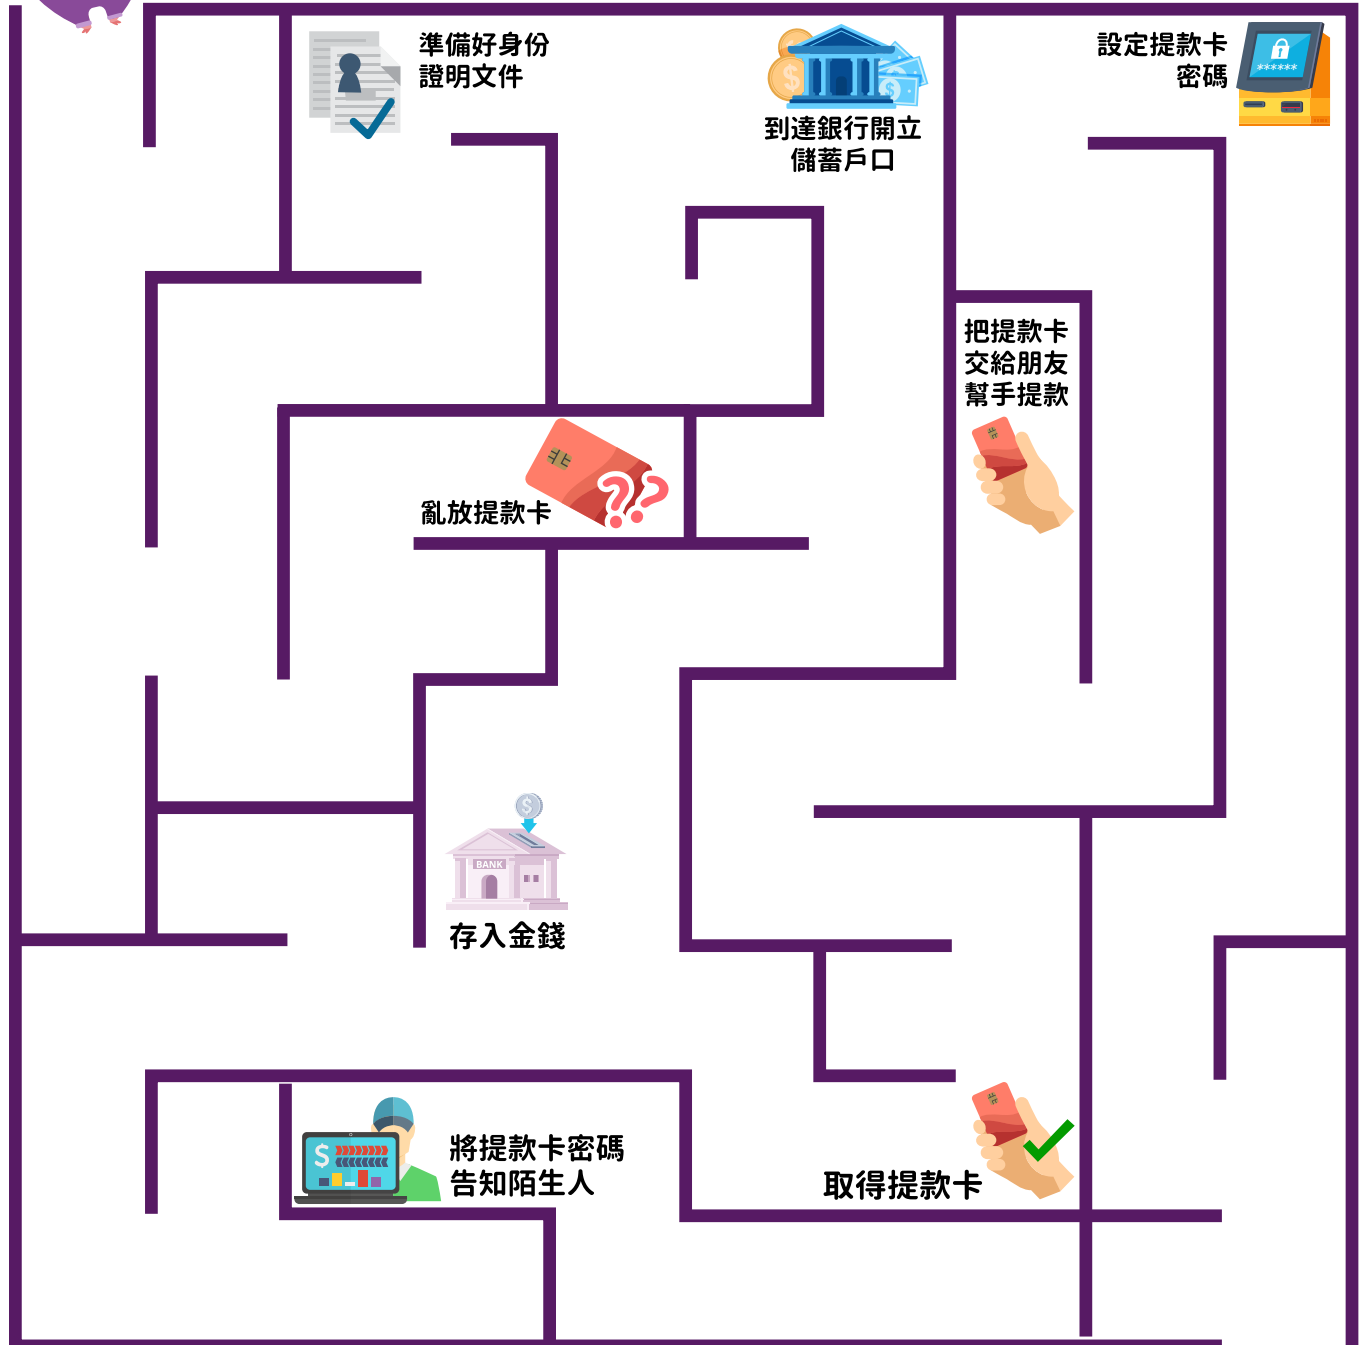 準備好身份
證明文件
到達銀行開立
儲蓄戶口
設定提款卡
密碼
******
把提款卡
交給朋友
幫手提款
亂放提款卡
??
$
BANK
存入金錢
$
將提款卡密碼
告知陌生人
取得提款卡